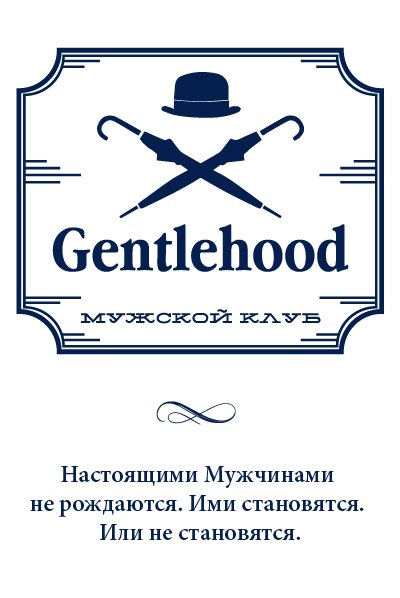 Gentlehood
МУЖСКОЙ КЛУБ
Настоящими Мужчинами
не рождаются. Ими становятся.
Или не становятся.